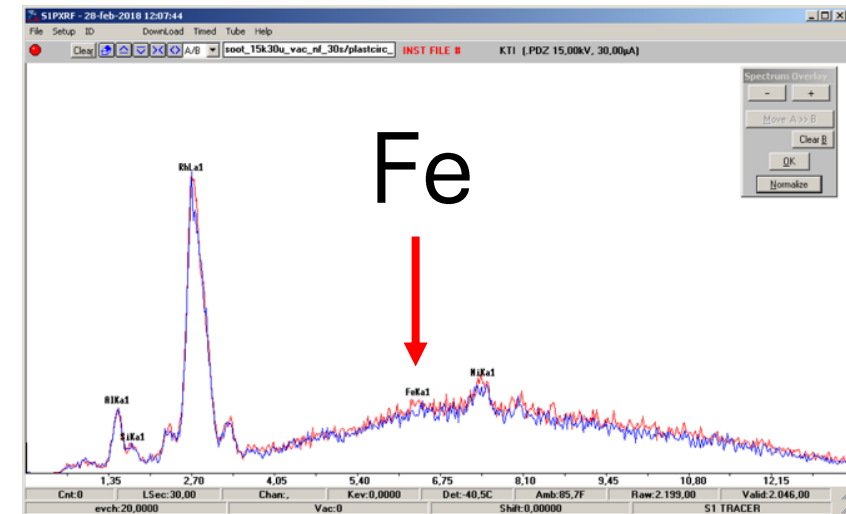 S1PXRF - 28-feb-2018 12:07:44
File Setup ID DownLoad Timed Tube Help
Clear A/B soot_15k30u_vac_nf_30s/plastcirc_ INST FILE # KTI (.PDZ 15,00kV, 30,00µA)
Spectrum Overlay
- +
Move A >> B
Clear B
OK
Normalize
Fe
RhLa1
NiKa1
FeKa1
AlKa1
SiKa1
1,35 2,70 4,05 5,40 6,75 8,10 9,45 10,80 12,15
Cnt:0 LSec:30,00 Chan:, Kev:0,0000 Det:-40,5C Amb:85,7F Raw:2.199,00 Valid:2.046,00
evch:20,0000 Vac:0 Shift:0,00000 S1 TRACER